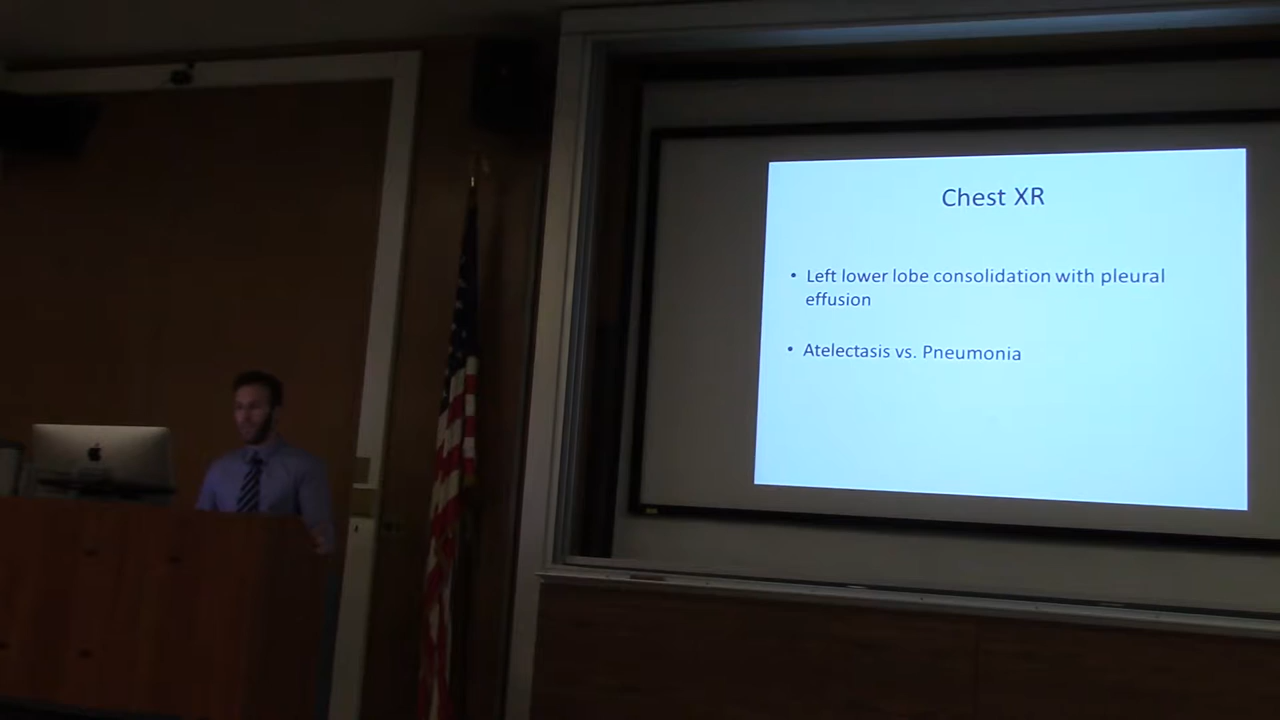 Chest XR
• Left lower lobe consolidation with pleural
effusion
• Atelectasis vs. Pneumonia